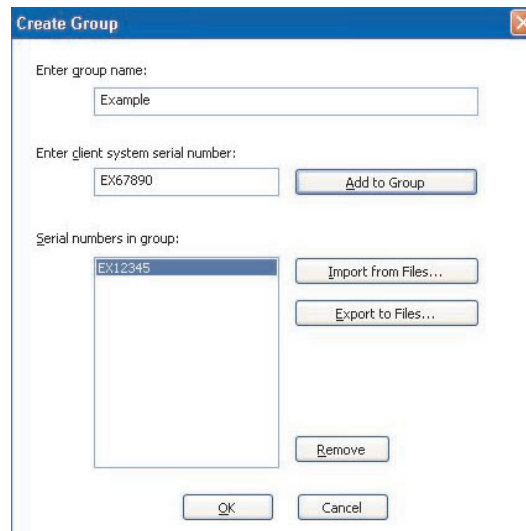 Create Group
Enter group name:
Example
Enter client system serial number:
EX67890
Add to Group
Serial numbers in group:
EX12345
Import from Files...
Export to Files...
Remove
OK
Cancel